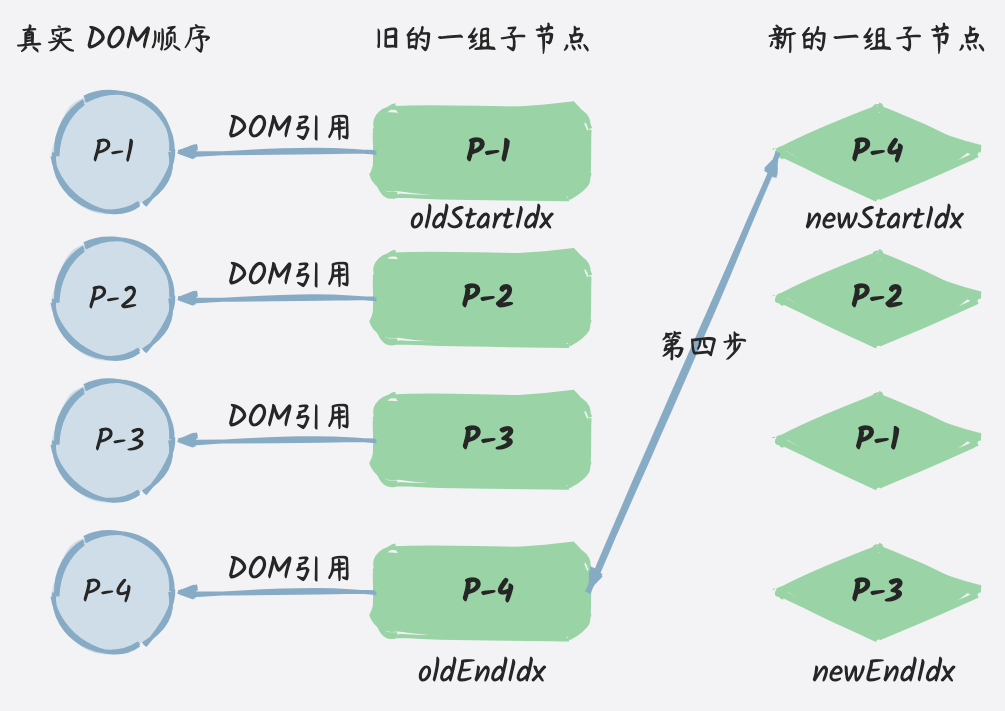 真实 DOM顺序
旧的一组子节点
新的一组子节点
P-1
DOM引用
P-1
oldStartIdx
P-4
newStartIdx
P-2
DOM引用
P-2
P-2
第四步
P-3
DOM引用
P-3
P-1
P-4
DOM引用
P-4
oldEndIdx
P-3
newEndIdx